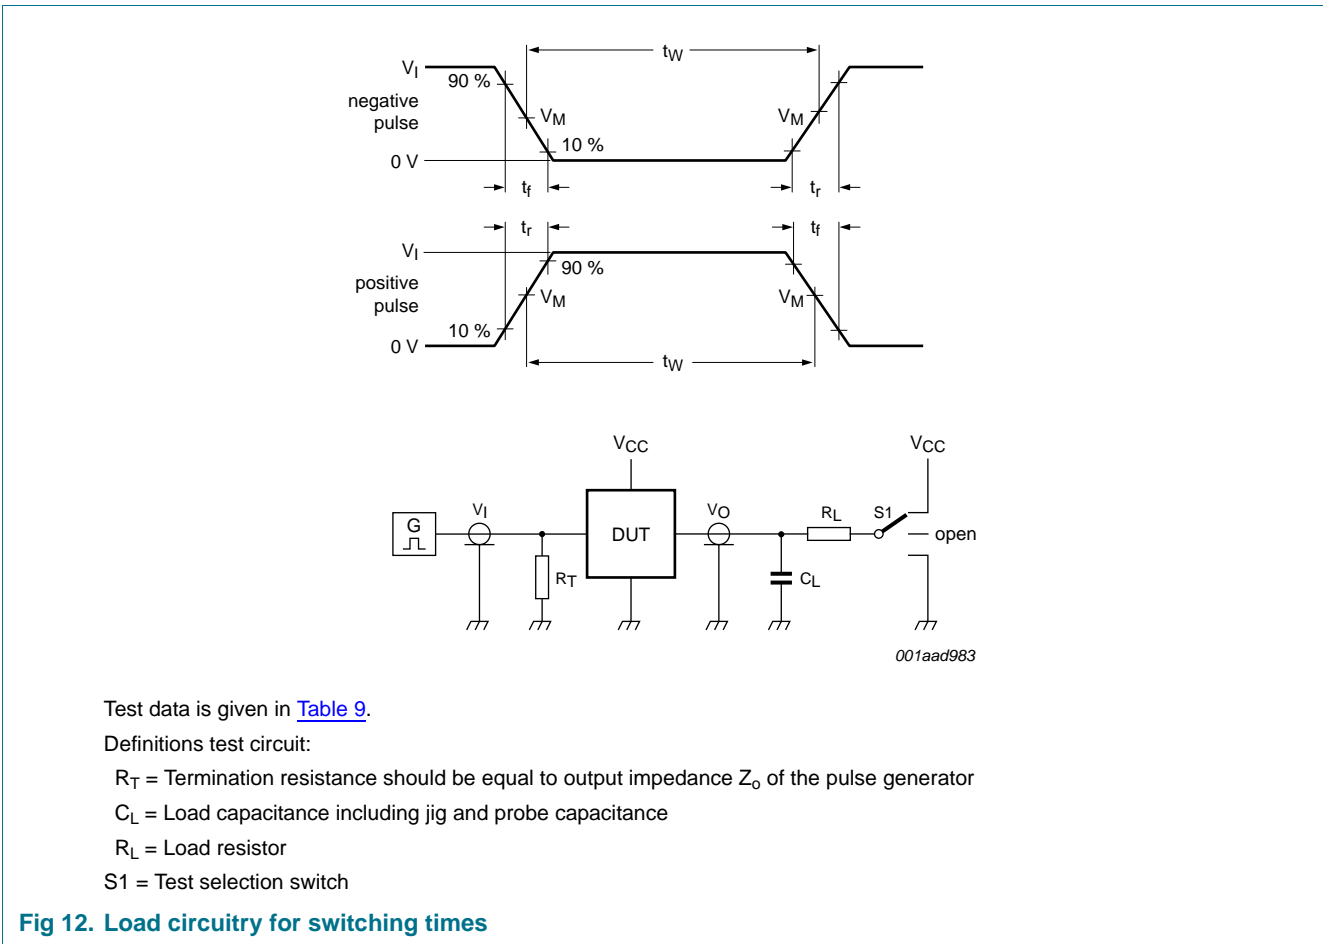 tW
VI
90 %
negative
pulse
VM
VM
10 %
0 V
tf
tr
tr
tf
VI
90 %
positive
pulse
VM
VM
10 %
0 V
tW
VCC
VCC
G
VI
DUT
VO
RL
S1
open
RT
CL
001aad983
Test data is given in Table 9.
Definitions test circuit:
RT = Termination resistance should be equal to output impedance Zo of the pulse generator
CL = Load capacitance including jig and probe capacitance
RL = Load resistor
S1 = Test selection switch
Fig 12. Load circuitry for switching times